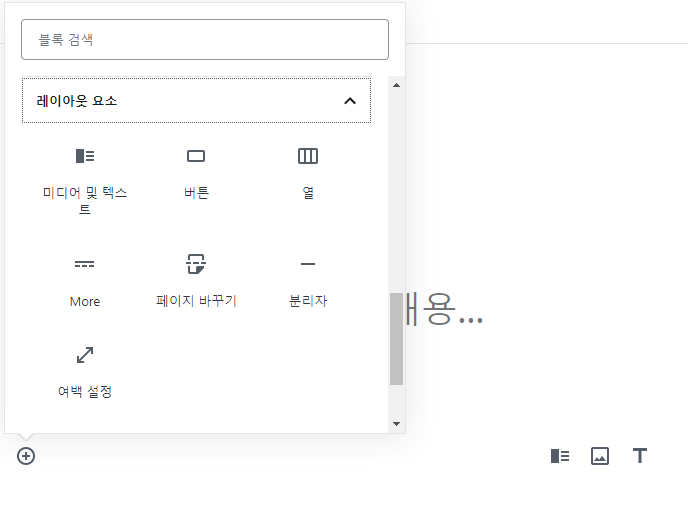 블록 검색
레이아웃 요소
미디어 및 텍스
트
버튼
열
More
페이지 바꾸기
분리자
여백 설정
용...